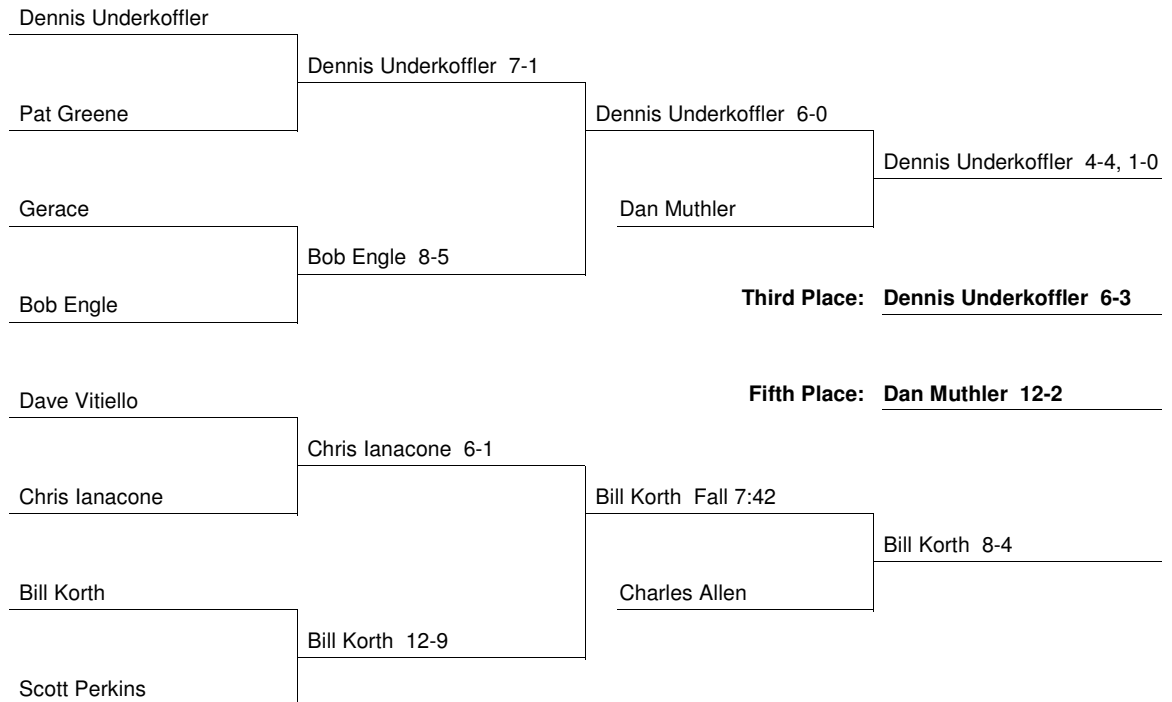 Dennis Underkoffler
Dennis Underkoffler 7-1
Pat Greene
Dennis Underkoffler 6-0
Dennis Underkoffler 4-4, 1-0
Gerace
Dan Muthler
Bob Engle 8-5
Bob Engle
Third Place: Dennis Underkoffler 6-3
Dave Vitiello
Fifth Place: Dan Muthler 12-2
Chris Ianacone 6-1
Chris Ianacone
Bill Korth Fall 7:42
Bill Korth 8-4
Bill Korth
Charles Allen
Bill Korth 12-9
Scott Perkins